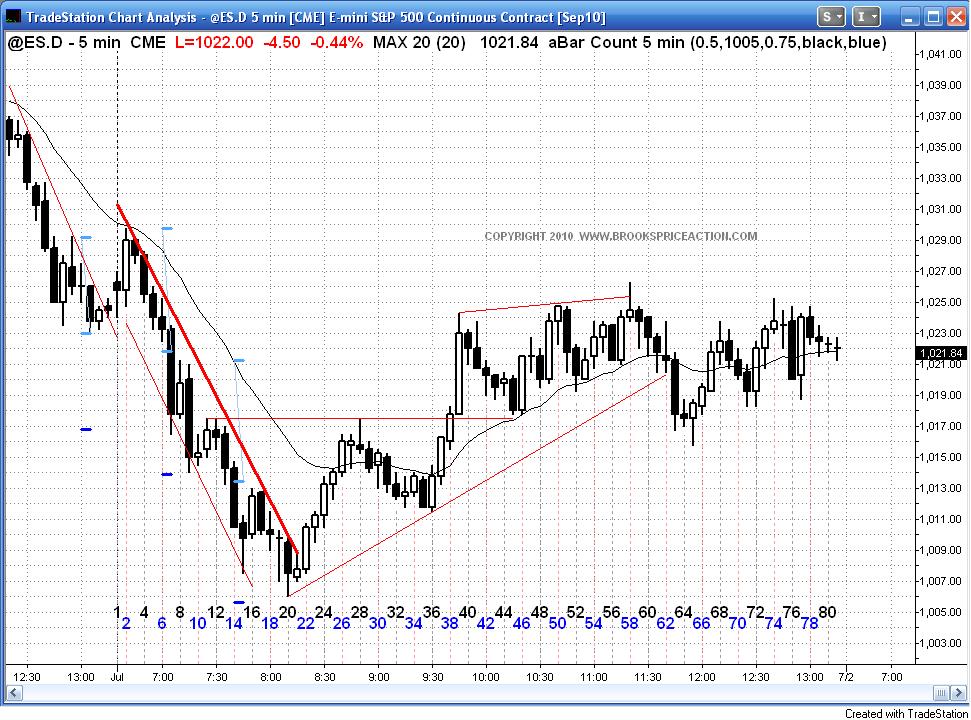 TradeStation Chart Analysis - @ES.D 5 min [CME] E-mini S&P 500 Continuous Contract [Sep10]
S I
@ES.D - 5 min CME L=1022.00 -4.50 -0.44% MAX 20 (20) 1021.84 aBar Count 5 min (0.5,1005,0.75,black,blue)
1,041.00
1,039.00
1,037.00
1,035.00
1,033.00
1,031.00
COPYRIGHT 2010 WWW.BROOKSPRICEACTION.COM
1,029.00
1,027.00
1,025.00
1,023.00
1,021.84
1,021.00
1,019.00
1,017.00
1,015.00
1,013.00
1,011.00
1,009.00
1,007.00
1,005.00
1 4 8 12 16 20 24 28 32 36 40 44 48 52 56 60 64 68 72 76 80
2 6 10 14 18 22 26 30 34 38 42 46 50 54 58 62 66 70 74 78
1,003.00
12:30 13:00 Jul 7:00 7:30 8:00 8:30 9:00 9:30 10:00 10:30 11:00 11:30 12:00 12:30 13:00 7/2 7:00
Created with TradeStation